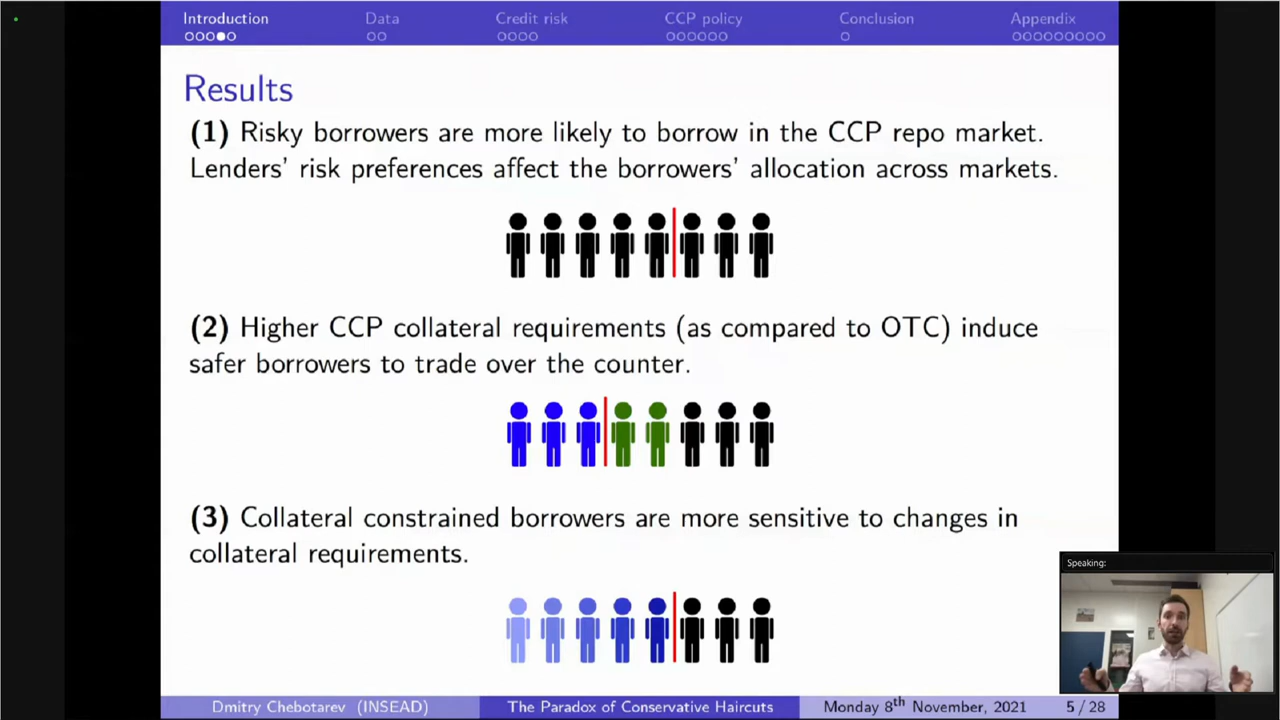 Introduction
Data
Credit risk
CCP policy
Conclusion
Appendix
Results
(1) Risky borrowers are more likely to borrow in the CCP repo market.
Lenders' risk preferences affect the borrowers' allocation across markets.
(2) Higher CCP collateral requirements (as compared to OTC) induce
safer borrowers to trade over the counter.
(3) Collateral constrained borrowers are more sensitive to changes in
collateral requirements.
Speaking:
Dmitry Chebotarev (INSEAD)
The Paradox of Conservative Haircuts
Monday 8th November, 2021
5 / 28